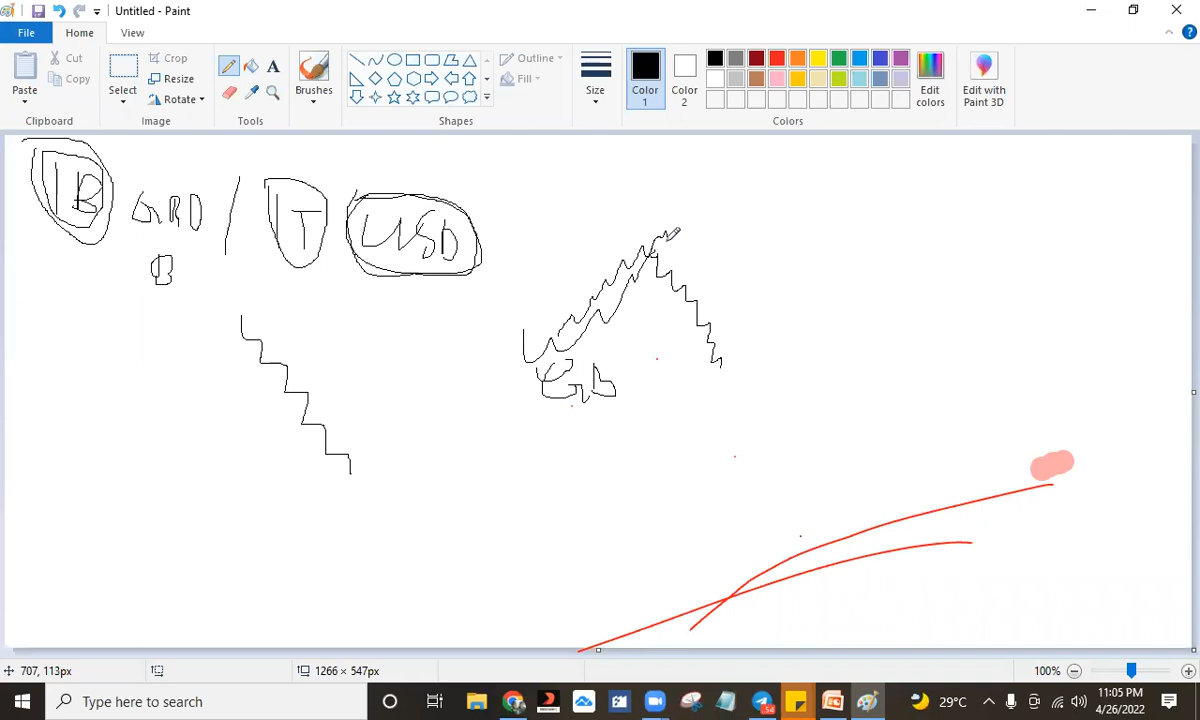 Untitled - Paint
File Home View
Cut
Copy
Paste
Clipboard
Select
Crop
Resize
Rotate
Image
A
Tools
Brushes
Outline
Fill
Shapes
Size
Color 1
Color 2
Edit colors
Colors
Edit with Paint 3D
USD
B
707, 113px
1266 × 547px
100%
Type here to search
54
29°C
11:05 PM
4/26/2022